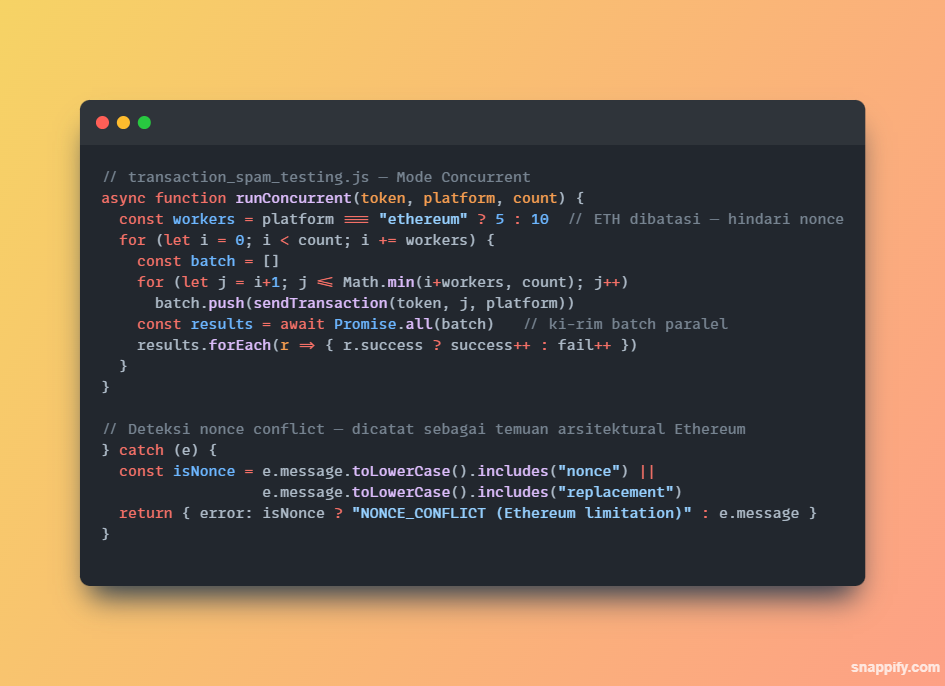 // transaction_spam_testing.js — Mode Concurrent
async function runConcurrent(token, platform, count) {
  const workers = platform === "ethereum" ? 5 : 10  // ETH dibatasi — hindari nonce
  for (let i = 0; i < count; i += workers) {
    const batch = []
    for (let j = i+1; j <= Math.min(i+workers, count); j++)
      batch.push(sendTransaction(token, j, platform))
    const results = await Promise.all(batch)   // ki-rim batch paralel
    results.forEach(r => { r.success ? success++ : fail++ })
  }
}

// Deteksi nonce conflict — dicatat sebagai temuan arsitektural Ethereum
} catch (e) {
  const isNonce = e.message.toLowerCase().includes("nonce") ||
                  e.message.toLowerCase().includes("replacement")
  return { error: isNonce ? "NONCE_CONFLICT (Ethereum limitation)" : e.message }
}
snappify.com